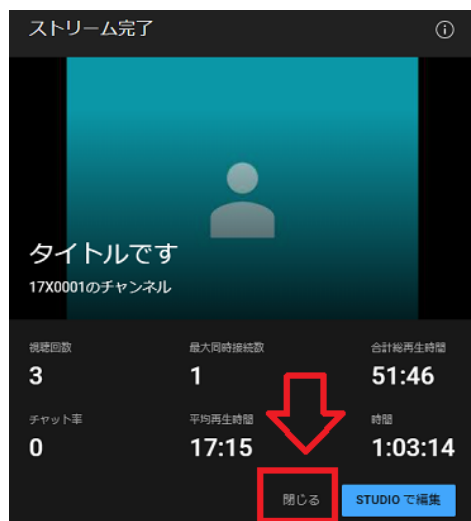 ストリーム完了
タイトルです
17X0001のチャンネル
視聴回数 最大同時接続数 合計総再生時間
3 1 51:46
チャット率 平均再生時間 時間
0 17:15 1:03:14
閉じる STUDIO で編集